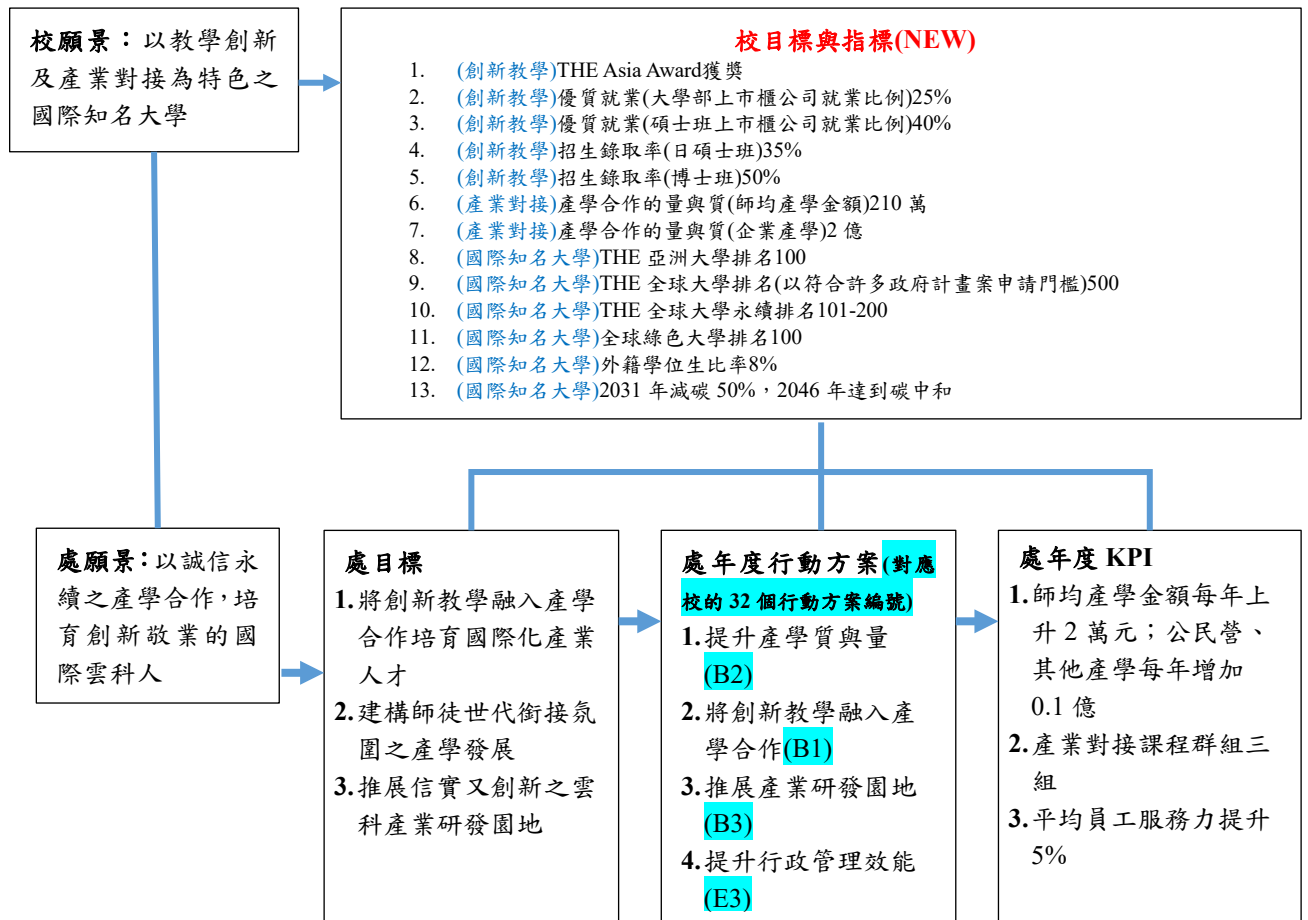 校願景：以教學創新
及產業對接為特色之
國際知名大學
校目標與指標(NEW)
1. (創新教學)THE Asia Award獲獎
2. (創新教學)優質就業(大學部上市櫃公司就業比例)25%
3. (創新教學)優質就業(碩士班上市櫃公司就業比例)40%
4. (創新教學)招生錄取率(日碩士班)35%
5. (創新教學)招生錄取率(博士班)50%
6. (產業對接)產學合作的量與質(師均產學金額)210 萬
7. (產業對接)產學合作的量與質(企業產學)2 億
8. (國際知名大學)THE 亞洲大學排名100
9. (國際知名大學)THE 全球大學排名(以符合許多政府計畫案申請門檻)500
10. (國際知名大學)THE 全球大學永續排名101-200
11. (國際知名大學)全球綠色大學排名100
12. (國際知名大學)外籍學位生比率8%
13. (國際知名大學)2031 年減碳 50%，2046 年達到碳中和
處願景：以誠信永
續之產學合作，培
育創新敬業的國
際雲科人
處目標
1.將創新教學融入產學
合作培育國際化產業
人才
2.建構師徒世代銜接氛
圍之產學發展
3.推展信實又創新之雲
科產業研發園地
處年度行動方案(對應
校的 32 個行動方案編號)
1.提升產學質與量
(B2)
2.將創新教學融入產
學合作(B1)
3.推展產業研發園地
(B3)
4.提升行政管理效能
(E3)
處年度 KPI
1.師均產學金額每年上
升 2 萬元；公民營、
其他產學每年增加
0.1 億
2.產業對接課程群組三
組
3.平均員工服務力提升
5%